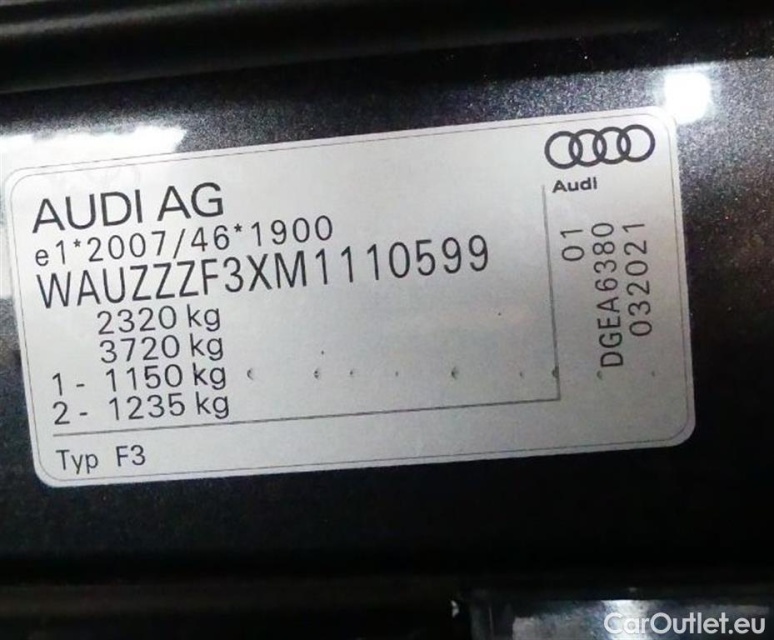 AUDI AG
e1*2007/46*1900
WAUZZZF3XM1110599
2320 kg
3720 kg
1 - 1150 kg
2 - 1235 kg
Typ F3
Audi
01
DGEA6380
032021
CarOutlet.eu